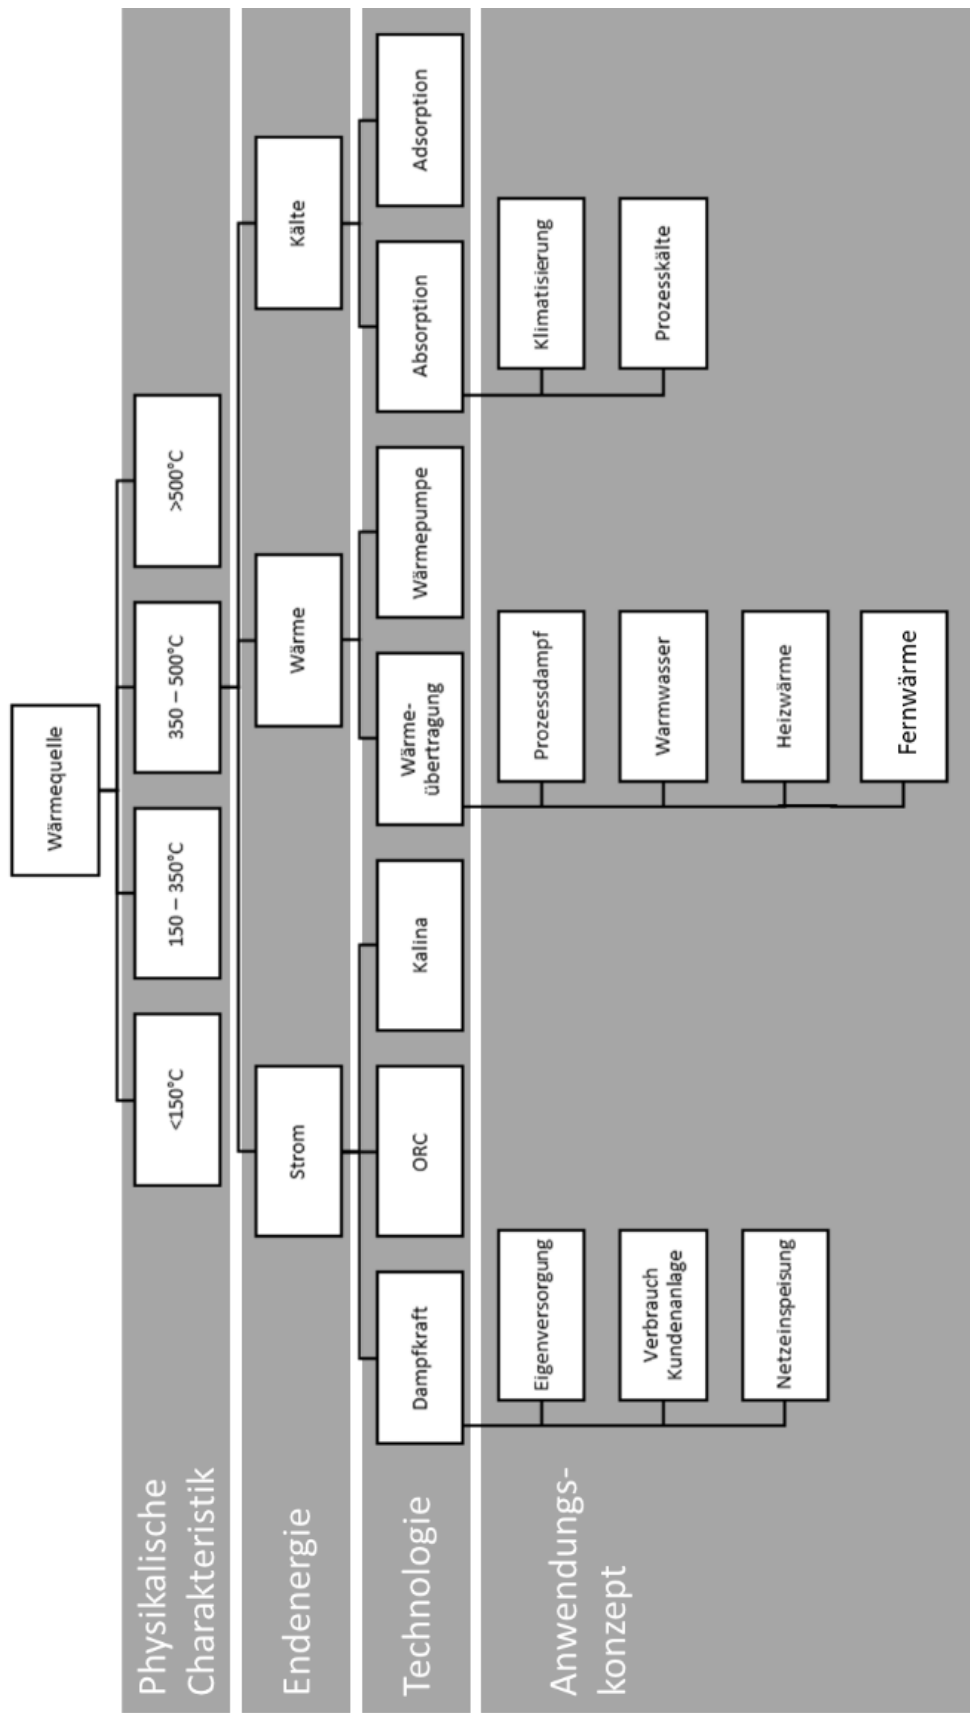 Wärmequelle
Physikalische
Charakteristik
<150°C
150 – 350°C
350 – 500°C
>500°C
Endenergie
Strom
Wärme
Kälte
Technologie
Dampfkraft
ORC
Kalina
Wärme-
übertragung
Wärmepumpe
Absorption
Adsorption
Anwendungs-
konzept
Eigenversorgung
Verbrauch
Kundenanlage
Netzeinspeisung
Prozessdampf
Warmwasser
Heizwärme
Fernwärme
Klimatisierung
Prozesskälte